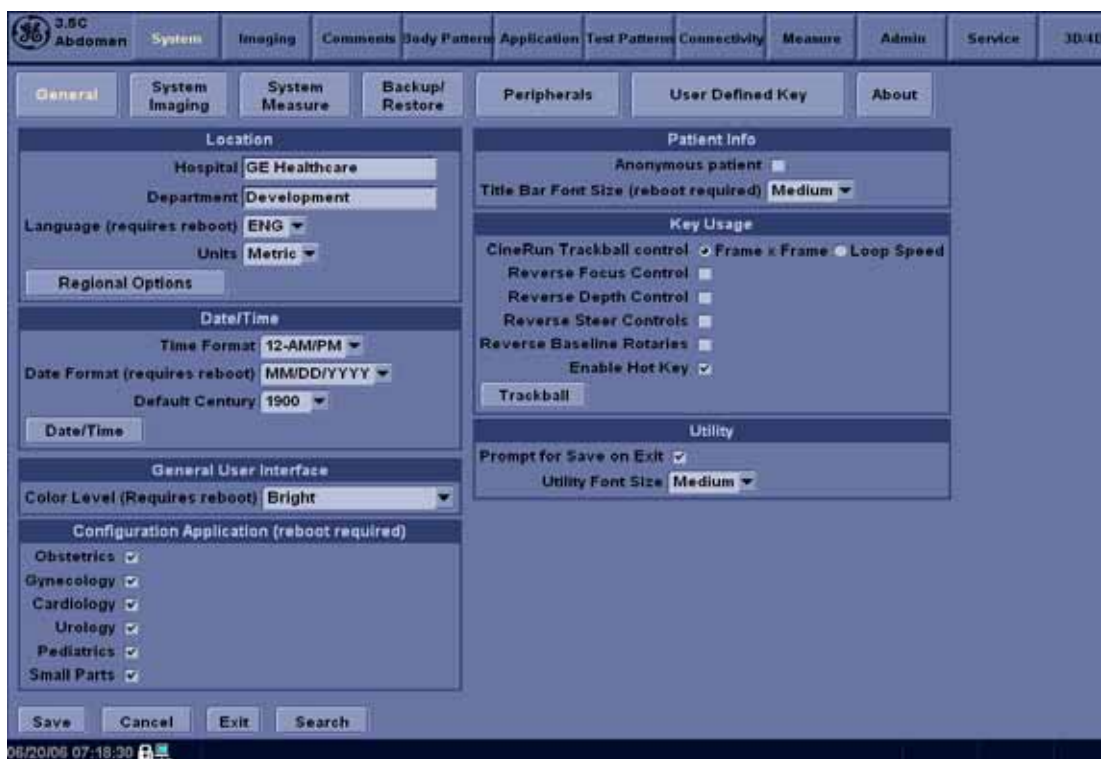 3.5C
Abdomen
System
Imaging
Comments
Body Pattern
Application
Test Patterns
Connectivity
Measure
Admin
Service
3D/4D
General
System Imaging
System Measure
Backup/ Restore
Peripherals
User Defined Key
About
Location
Hospital GE Healthcare
Department Development
Language (requires reboot) ENG
Units Metric
Regional Options
Date/Time
Time Format 12-AM/PM
Date Format (requires reboot) MM/DD/YYYY
Default Century 1900
Date/Time
General User Interface
Color Level (Requires reboot) Bright
Configuration Application (reboot required)
Obstetrics
Gynecology
Cardiology
Urology
Pediatrics
Small Parts
Patient Info
Anonymous patient
Title Bar Font Size (reboot required) Medium
Key Usage
CineRun Trackball control Frame x Frame Loop Speed
Reverse Focus Control
Reverse Depth Control
Reverse Steer Controls
Reverse Baseline Rotaries
Enable Hot Key
Trackball
Utility
Prompt for Save on Exit
Utility Font Size Medium
Save Cancel Exit Search
06/20/06 07:18:30